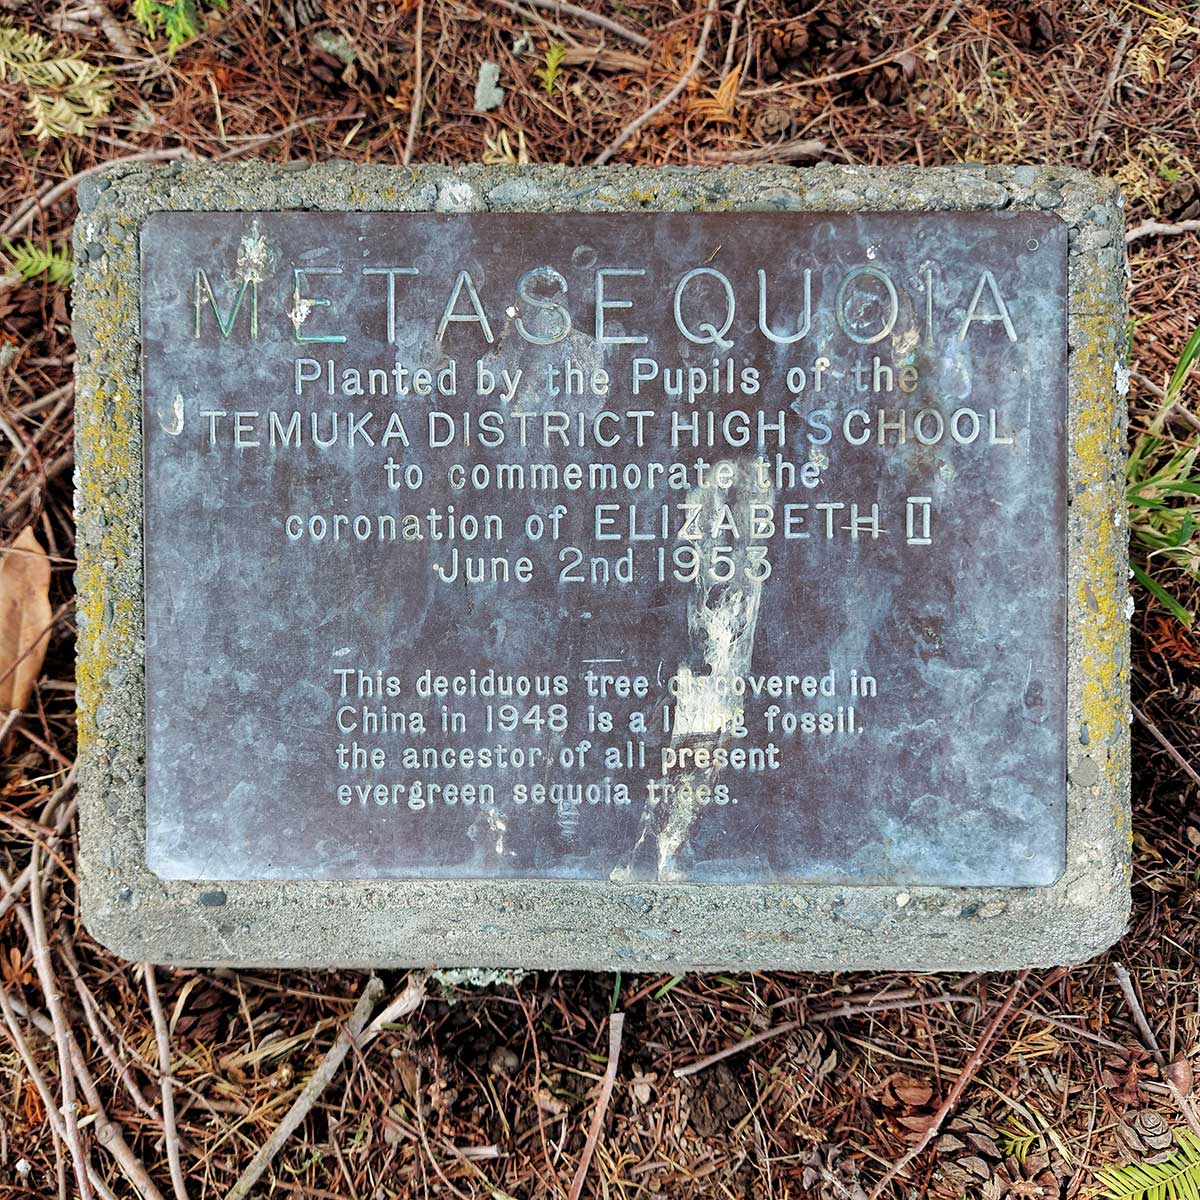 METASEQUOIA
Planted by the Pupils of the
TEMUKA DISTRICT HIGH SCHOOL
to commemorate the
coronation of ELIZABETH II
June 2nd 1953
This deciduous tree discovered in
China in 1948 is a living fossil.
the ancestor of all present
evergreen sequoia trees.